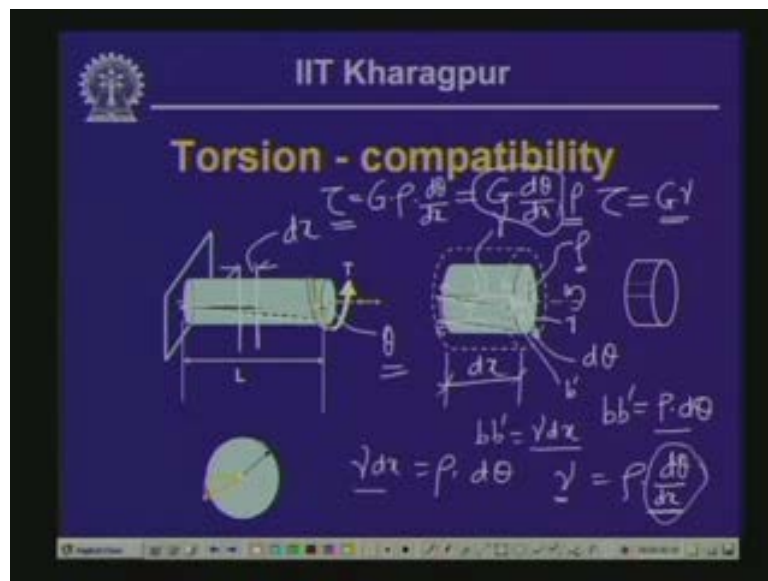 IIT Kharagpur
Torsion - compatibility
τ = G·ρ·dθ/dx = G dθ/dx ρ τ = Gγ
dx
ρ
T
θ
L
dx
dθ
b'
bb' = ρ·dθ
bb' = γdx
γdx = ρ· dθ γ = ρ· dθ/dx